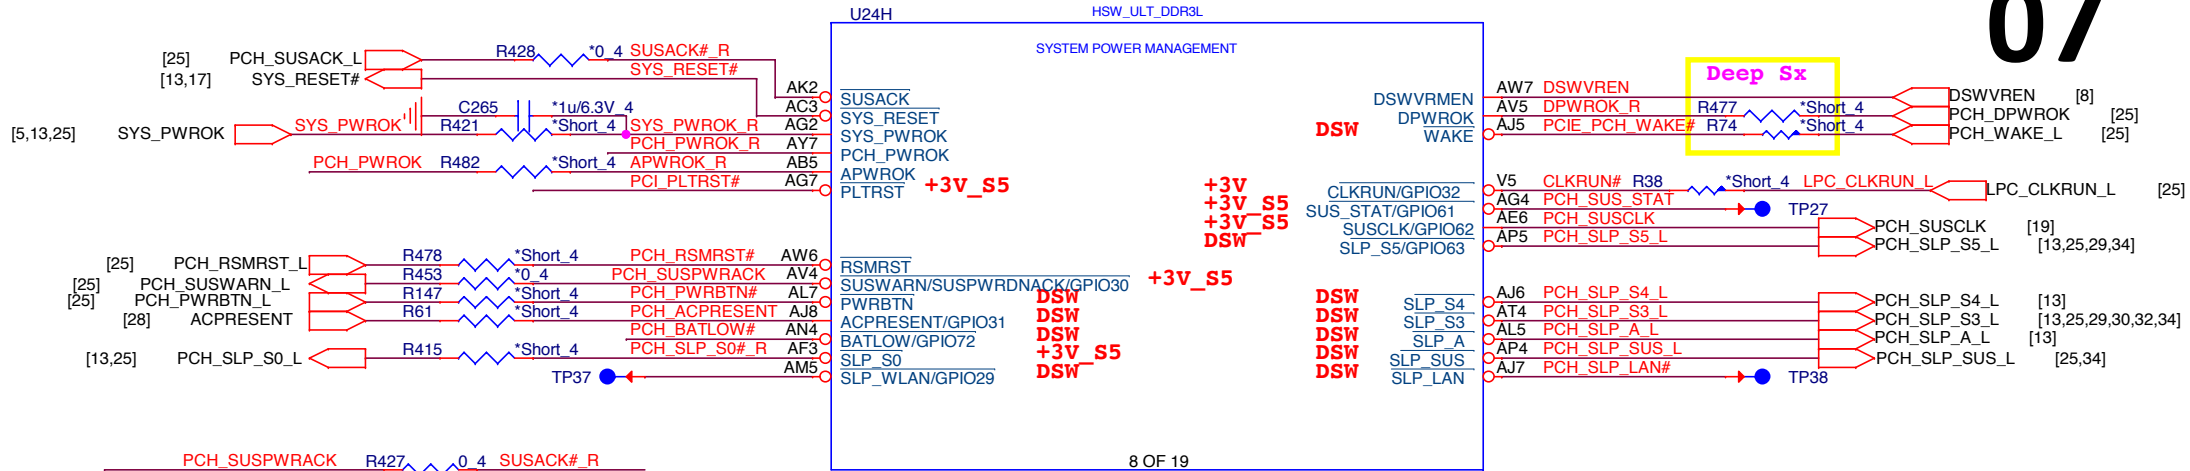 U24H HSW_ULT_DDR3L 07
SYSTEM POWER MANAGEMENT
[25] PCH_SUSACK_L R428 *0_4 SUSACK#_R
[13,17] SYS_RESET# SYS_RESET#
Deep Sx
AK2 SUSACK DSWVRMEN AW7 DSWVREN DSWVREN [8]
C265 *1u/6.3V_4 AC3 SYS_RESET DPWROK AV5 DPWROK_R R477 *Short_4 PCH_DPWROK [25]
[5,13,25] SYS_PWROK SYS_PWROK R421 *Short_4 SYS_PWROK_R AG2 SYS_PWROK DSW WAKE AJ5 PCIE_PCH_WAKE# R74 *Short_4 PCH_WAKE_L [25]
PCH_PWROK_R AY7 PCH_PWROK
PCH_PWROK R482 *Short_4 APWROK_R AB5 APWROK
PCI_PLTRST# AG7 PLTRST +3V_S5 +3V CLKRUN/GPIO32 V5 CLKRUN# R38 *Short_4 LPC_CLKRUN_L LPC_CLKRUN_L [25]
+3V_S5 SUS_STAT/GPIO61 AG4 PCH_SUS_STAT TP27
+3V_S5 SUSCLK/GPIO62 AE6 PCH_SUSCLK PCH_SUSCLK [19]
DSW SLP_S5/GPIO63 AP5 PCH_SLP_S5_L PCH_SLP_S5_L [13,25,29,34]
[25] PCH_RSMRST_L R478 *Short_4 PCH_RSMRST# AW6 RSMRST
[25] PCH_SUSWARN_L R453 *0_4 PCH_SUSPWRACK AV4 SUSWARN/SUSPWRDNACK/GPIO30 +3V_S5
[25] PCH_PWRBTN_L R147 *Short_4 PCH_PWRBTN# AL7 PWRBTN DSW DSW SLP_S4 AJ6 PCH_SLP_S4_L PCH_SLP_S4_L [13]
[28] ACPRESENT R61 *Short_4 PCH_ACPRESENT AJ8 ACPRESENT/GPIO31 DSW DSW SLP_S3 AT4 PCH_SLP_S3_L PCH_SLP_S3_L [13,25,29,30,32,34]
PCH_BATLOW# AN4 BATLOW/GPIO72 DSW DSW SLP_A AL5 PCH_SLP_A_L PCH_SLP_A_L [13]
[13,25] PCH_SLP_S0_L R415 *Short_4 PCH_SLP_S0#_R AF3 SLP_S0 +3V_S5 DSW SLP_SUS AP4 PCH_SLP_SUS_L PCH_SLP_SUS_L [25,34]
TP37 AM5 SLP_WLAN/GPIO29 DSW DSW SLP_LAN AJ7 PCH_SLP_LAN# TP38
PCH_SUSPWRACK R427 0_4 SUSACK#_R 8 OF 19